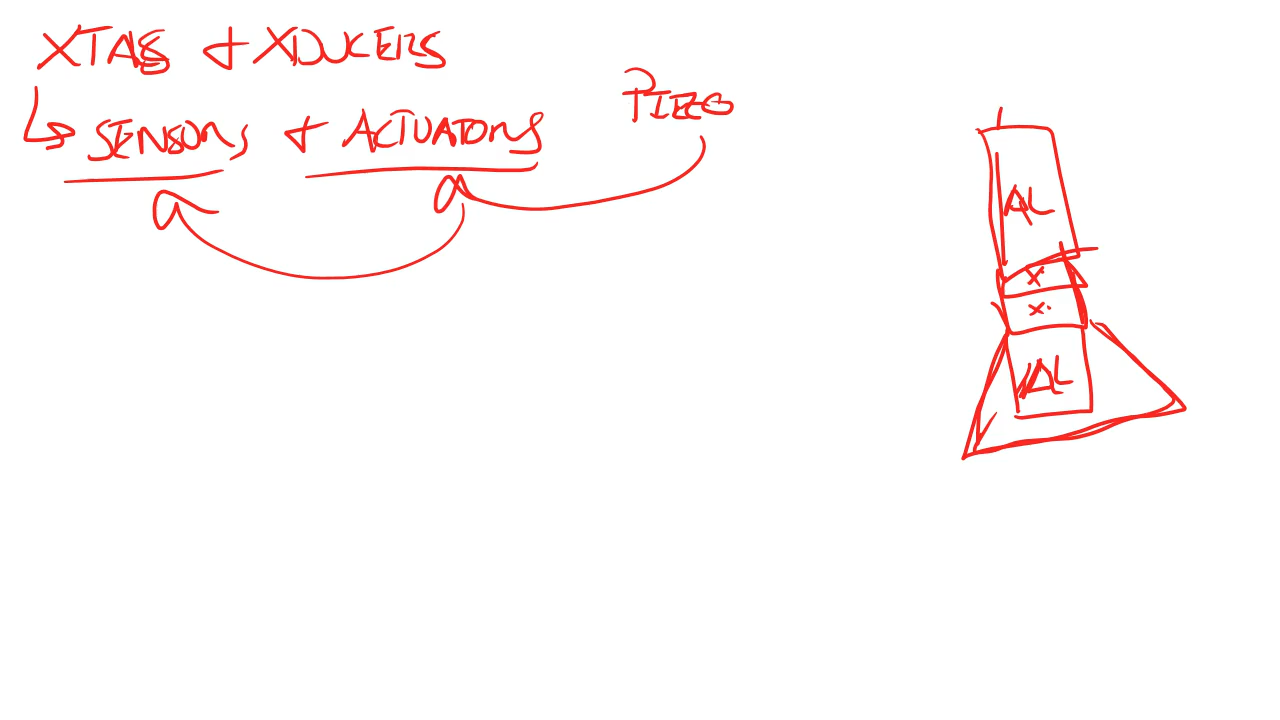 XTALS + XDUCERS
SENSORS + ACTUATORS
PIEZO
AL
X
X
AL